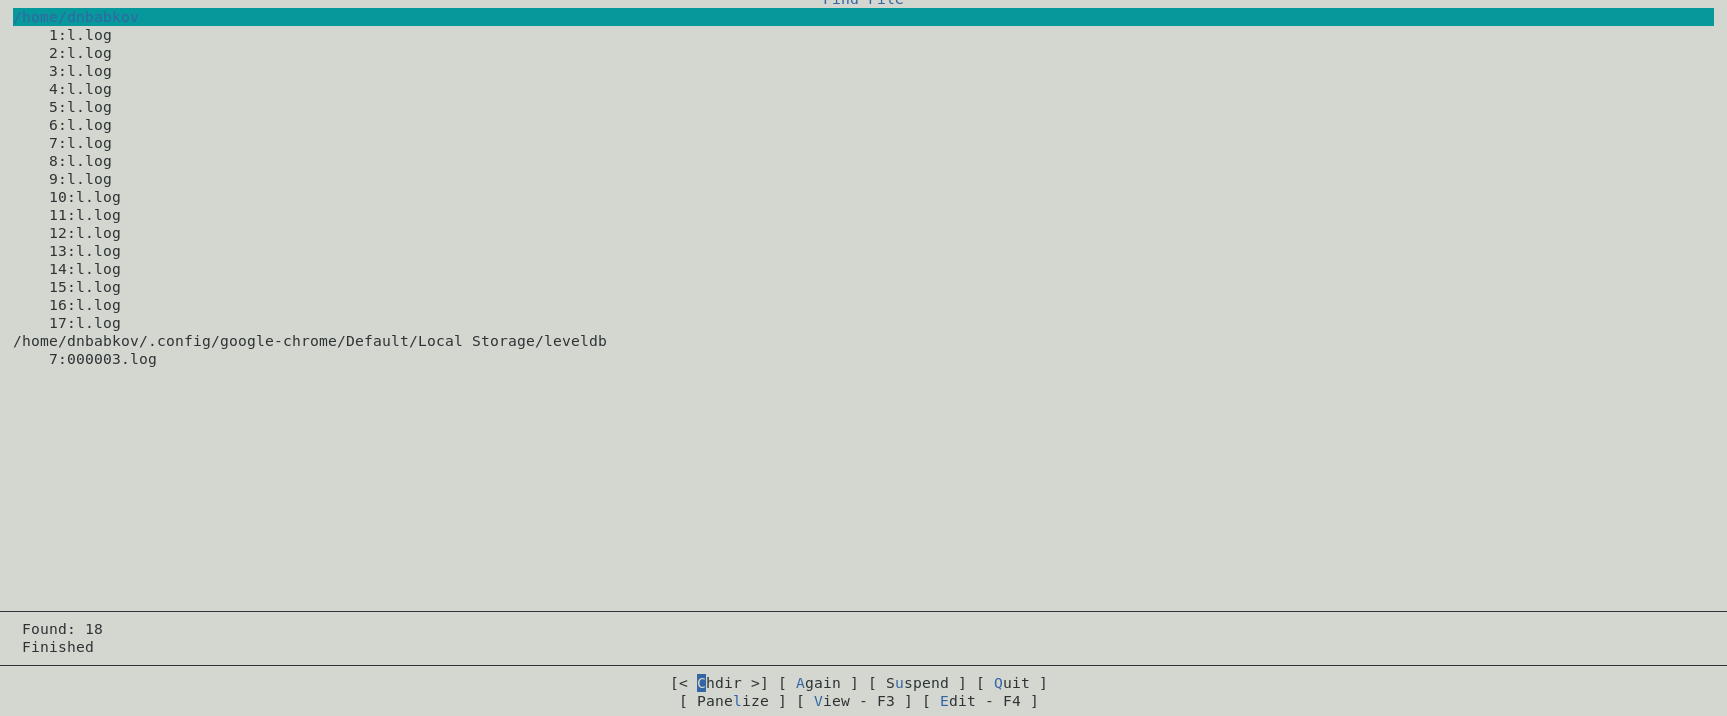 Find File
/home/dnbabkov
1:l.log
2:l.log
3:l.log
4:l.log
5:l.log
6:l.log
7:l.log
8:l.log
9:l.log
10:l.log
11:l.log
12:l.log
13:l.log
14:l.log
15:l.log
16:l.log
17:l.log
/home/dnbabkov/.config/google-chrome/Default/Local Storage/leveldb
7:000003.log
Found: 18
Finished
[< Chdir >] [ Again ] [ Suspend ] [ Quit ]
[ Panelize ] [ View - F3 ] [ Edit - F4 ]